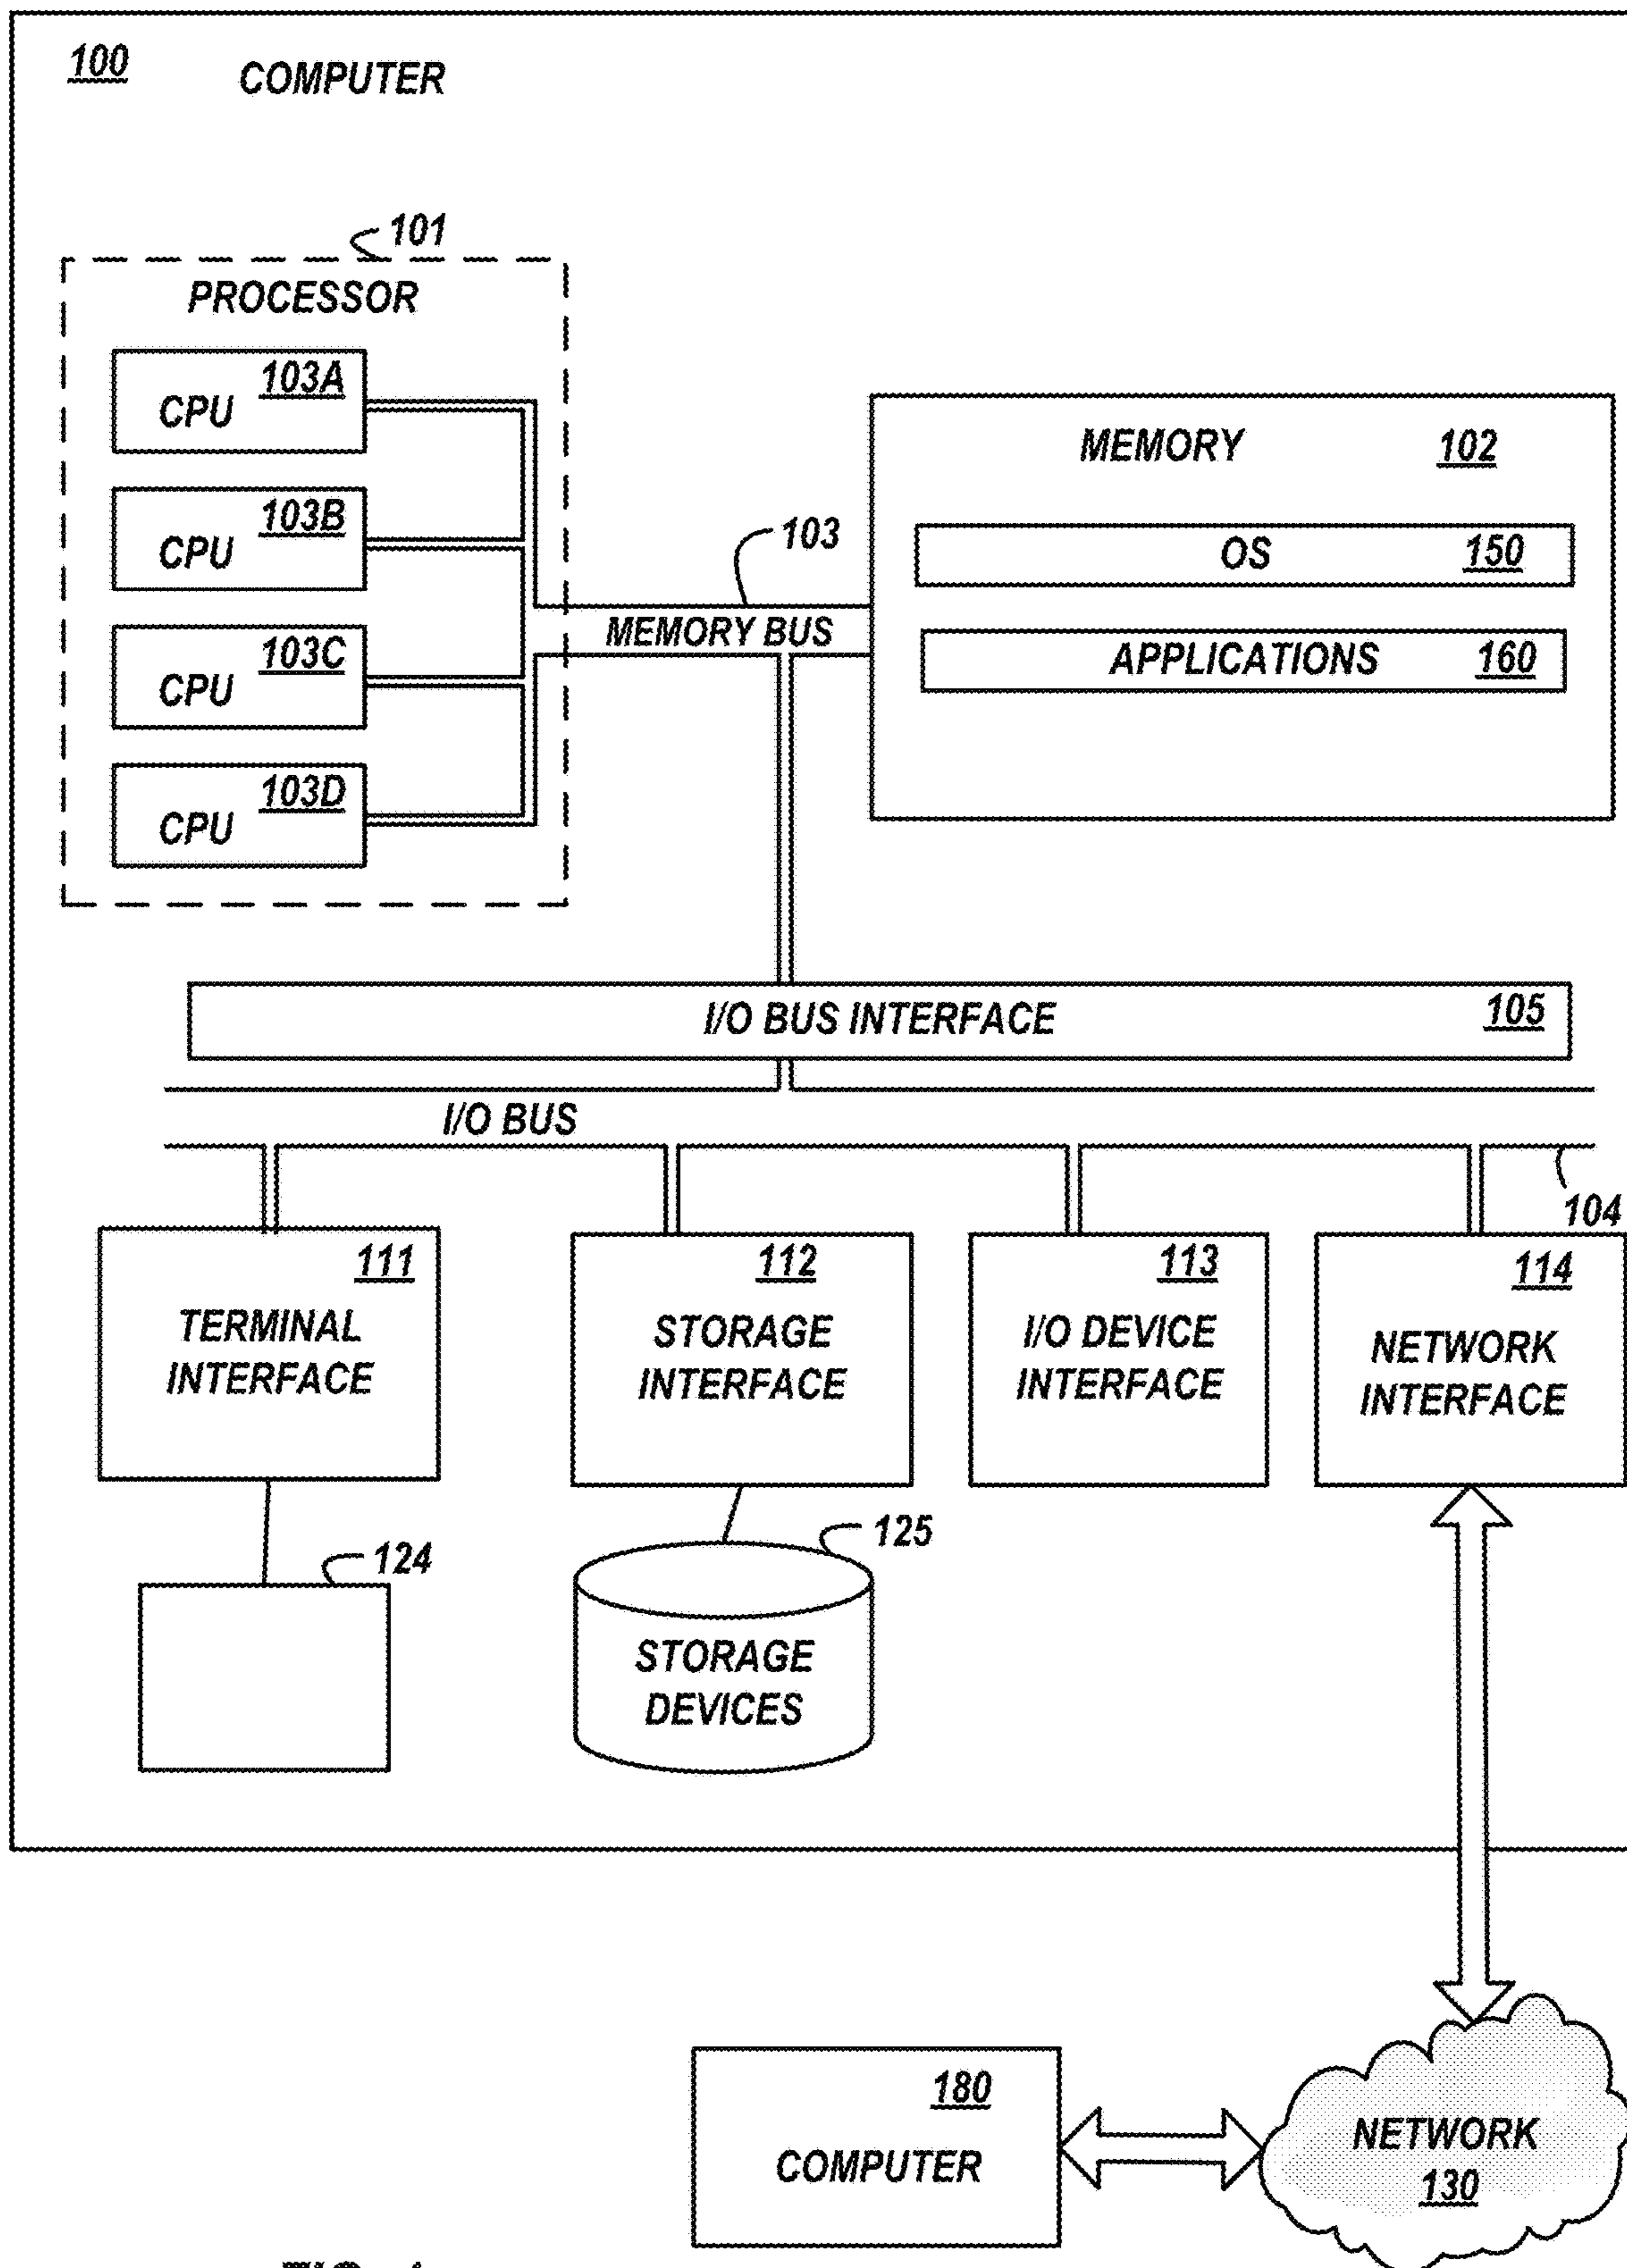 100 COMPUTER
101
PROCESSOR
103A
CPU
103B
CPU
103C
CPU
103D
CPU
103
MEMORY BUS
MEMORY 102
OS 150
APPLICATIONS 160
I/O BUS INTERFACE 105
I/O BUS
104
111
TERMINAL
INTERFACE
112
STORAGE
INTERFACE
113
I/O DEVICE
INTERFACE
114
NETWORK
INTERFACE
124
125
STORAGE
DEVICES
180
COMPUTER
NETWORK
130